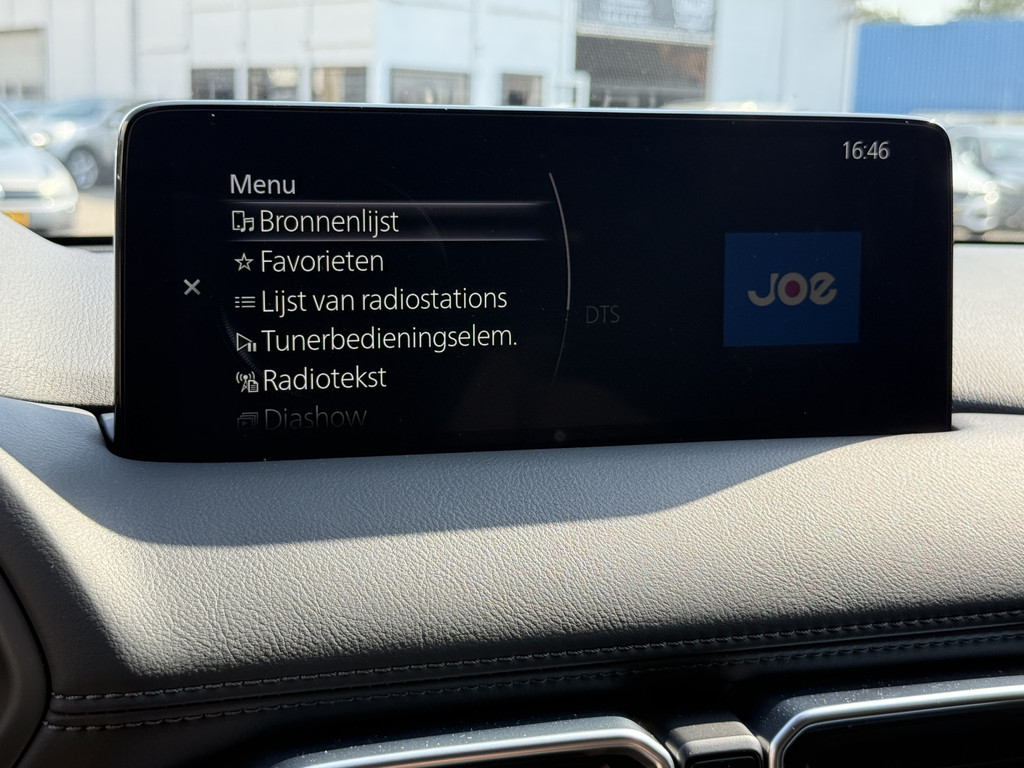 16:46
Menu
Bronnenlijst
Favorieten
Lijst van radiostations
Tunerbedieningselem.
Radiotekst
Diashow
DTS
JOE